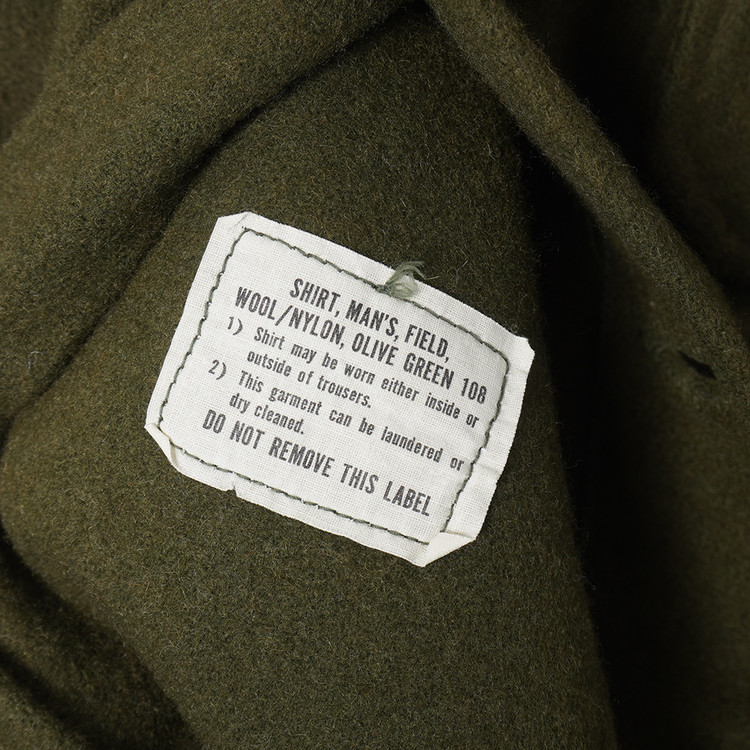 SHIRT, MAN'S, FIELD,
WOOL/NYLON, OLIVE GREEN 108
1) Shirt may be worn either inside or
outside of trousers.
2) This garment can be laundered or
dry cleaned.
DO NOT REMOVE THIS LABEL